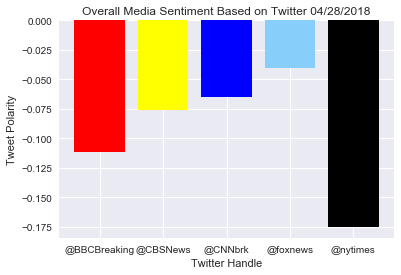 Overall Media Sentiment Based on Twitter 04/28/2018
Tweet Polarity
0.000
−0.025
−0.050
−0.075
−0.100
−0.125
−0.150
−0.175
@BBCBreaking @CBSNews @CNNbrk @foxnews @nytimes
Twitter Handle